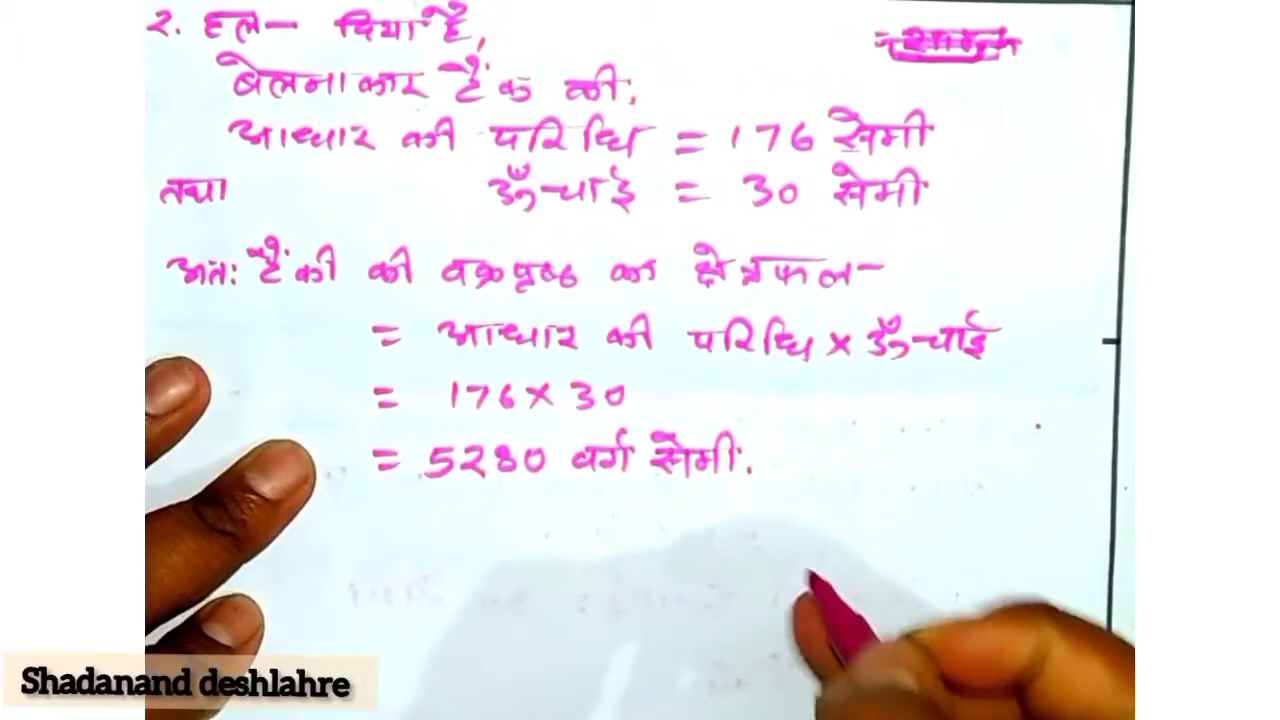 2. हल- दिया है,
बेलनाकार टैंक की,
आधार की परिधि = 176 सेमी
तथा ऊँचाई = 30 सेमी
अतः टैंकी की वक्रपृष्ठ का क्षेत्रफल-
= आधार की परिधि × ऊँचाई
= 176 × 30
= 5280 वर्ग सेमी.
Shadanand deshlahre